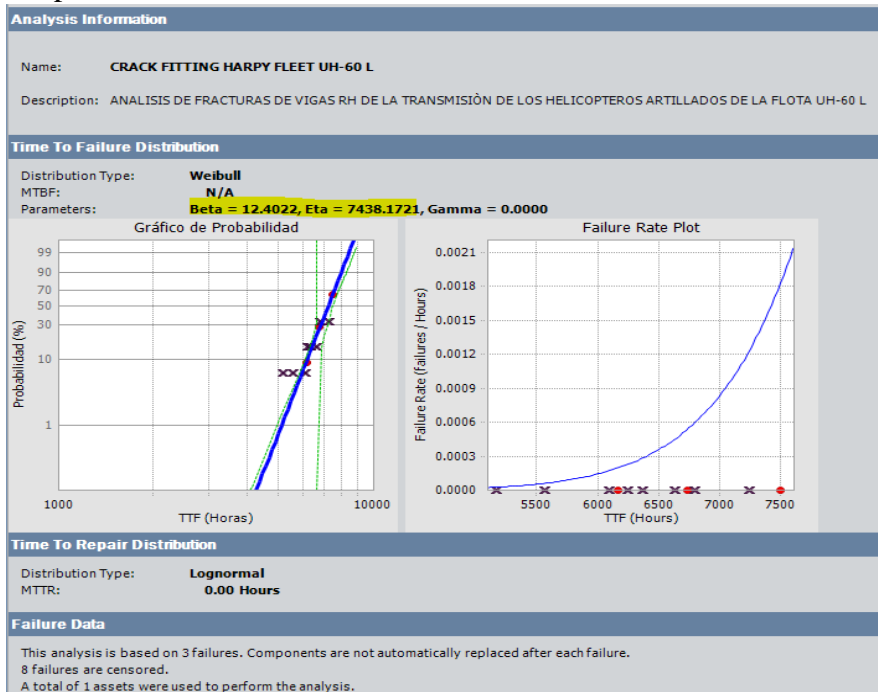 Analysis Information
Name: CRACK FITTING HARPY FLEET UH-60 L
Description: ANALISIS DE FRACTURAS DE VIGAS RH DE LA TRANSMISIÒN DE LOS HELICOPTEROS ARTILLADOS DE LA FLOTA UH-60 L
Time To Failure Distribution
Distribution Type: Weibull
MTBF: N/A
Parameters: Beta = 12.4022, Eta = 7438.1721, Gamma = 0.0000
Gráfico de Probabilidad
99
90
70
50
30
10
1
Probabilidad (%)
1000 10000
TTF (Horas)
Failure Rate Plot
0.0021
0.0018
0.0015
0.0012
0.0009
0.0006
0.0003
0.0000
Failure Rate (failures / Hours)
5500 6000 6500 7000 7500
TTF (Hours)
Time To Repair Distribution
Distribution Type: Lognormal
MTTR: 0.00 Hours
Failure Data
This analysis is based on 3 failures. Components are not automatically replaced after each failure.
8 failures are censored.
A total of 1 assets were used to perform the analysis.